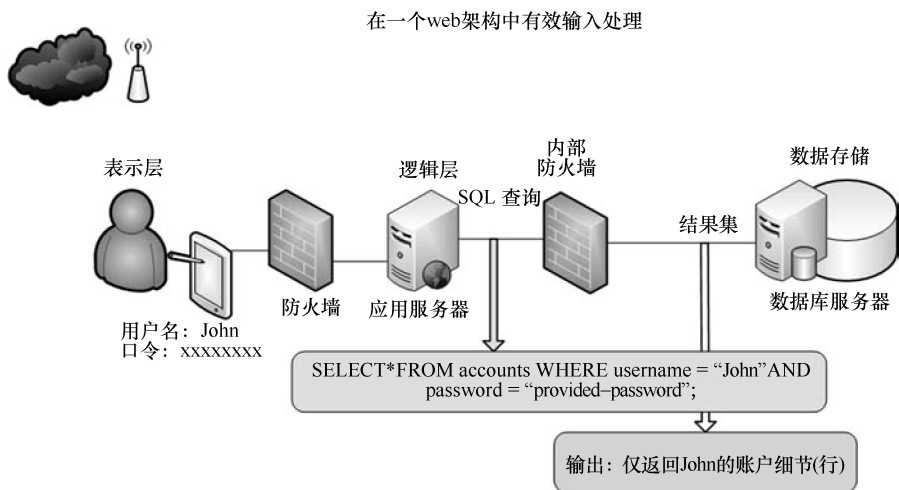 在一个web架构中有效输入处理
表示层
逻辑层
内部
防火墙
数据存储
SQL 查询
结果集
防火墙
应用服务器
数据库服务器
用户名：John
口令：xxxxxxxx
SELECT*FROM accounts WHERE username = “John”AND
password = “provided–password”;
输出：仅返回John的账户细节(行)